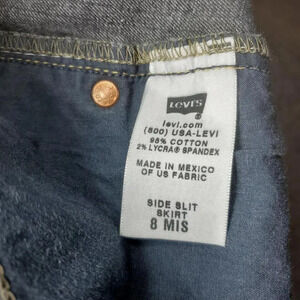 LEVI'S
levi.com
(800) USA-LEVI
98% COTTON
2% LYCRA® SPANDEX
MADE IN MEXICO
OF US FABRIC
SIDE SLIT
SKIRT
8 MIS